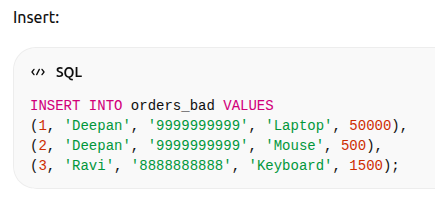 Insert:
</> SQL
INSERT INTO orders_bad VALUES
(1, 'Deepan', '9999999999', 'Laptop', 50000),
(2, 'Deepan', '9999999999', 'Mouse', 500),
(3, 'Ravi', '8888888888', 'Keyboard', 1500);